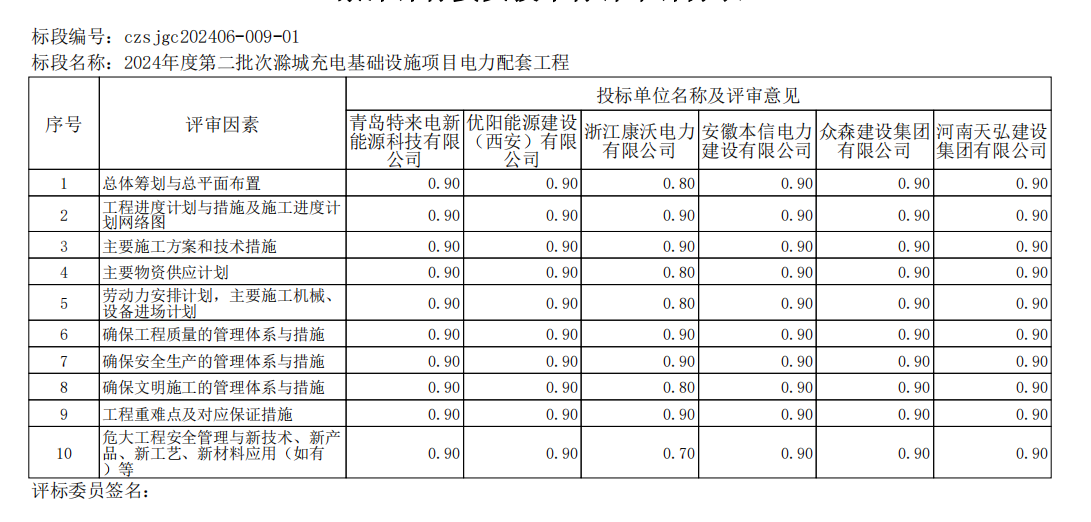 标段编号：czsjgc202406-009-01
标段名称：2024年度第二批次滁城充电基础设施项目电力配套工程
序号 评审因素 投标单位名称及评审意见
青岛特来电新能源科技有限公司 优阳能源建设（西安）有限公司 浙江康沃电力有限公司 安徽本信电力建设有限公司 众森建设集团有限公司 河南天弘建设集团有限公司
1 总体筹划与总平面布置 0.90 0.90 0.80 0.90 0.90 0.90
2 工程进度计划与措施及施工进度计划网络图 0.90 0.90 0.90 0.90 0.90 0.90
3 主要施工方案和技术措施 0.90 0.90 0.90 0.90 0.90 0.90
4 主要物资供应计划 0.90 0.90 0.80 0.90 0.90 0.90
5 劳动力安排计划，主要施工机械、设备进场计划 0.90 0.90 0.80 0.90 0.90 0.90
6 确保工程质量的管理体系与措施 0.90 0.90 0.90 0.90 0.90 0.90
7 确保安全生产的管理体系与措施 0.90 0.90 0.90 0.90 0.90 0.90
8 确保文明施工的管理体系与措施 0.90 0.90 0.80 0.90 0.90 0.90
9 工程重难点及对应保证措施 0.90 0.90 0.90 0.90 0.90 0.90
10 危大工程安全管理与新技术、新产品、新工艺、新材料应用（如有）等 0.90 0.90 0.70 0.90 0.90 0.90
评标委员签名：